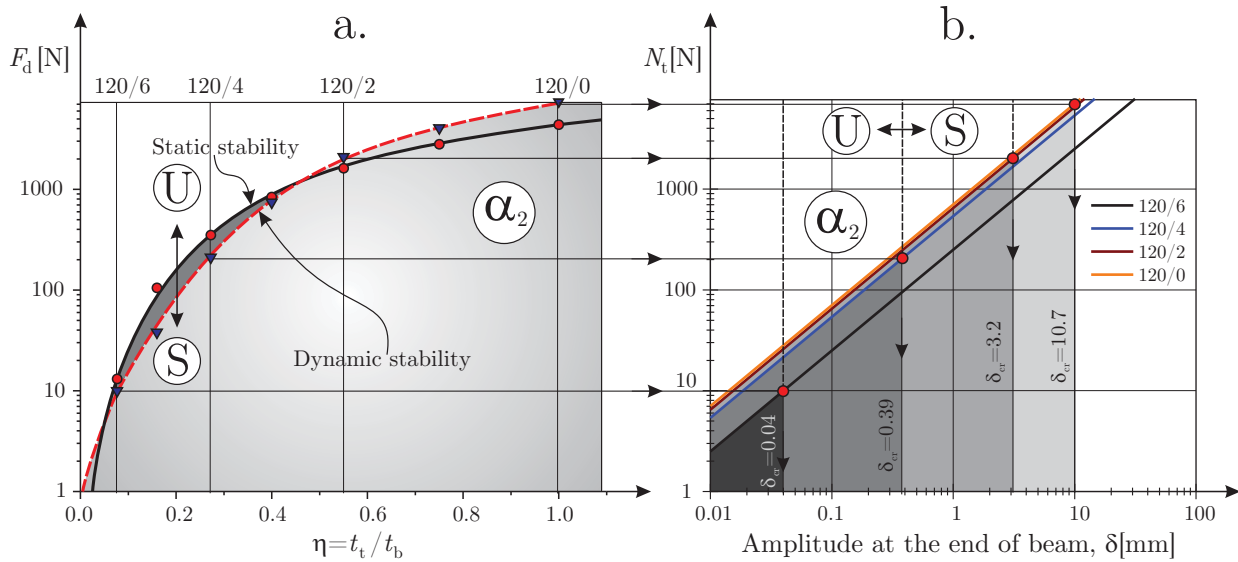 a.
F_d [N]
120/6
120/4
120/2
120/0
Static stability
U
1000
α_2
100
S
Dynamic stability
10
1
0.0
0.2
0.4
0.6
0.8
1.0
η=t_t/t_b
b.
N_t [N]
U
S
α_2
1000
120/6
120/4
120/2
120/0
100
10
1
δ_cr=0.04
δ_cr=0.39
δ_cr=3.2
δ_cr=10.7
0.01
0.1
1
10
100
Amplitude at the end of beam, δ[mm]